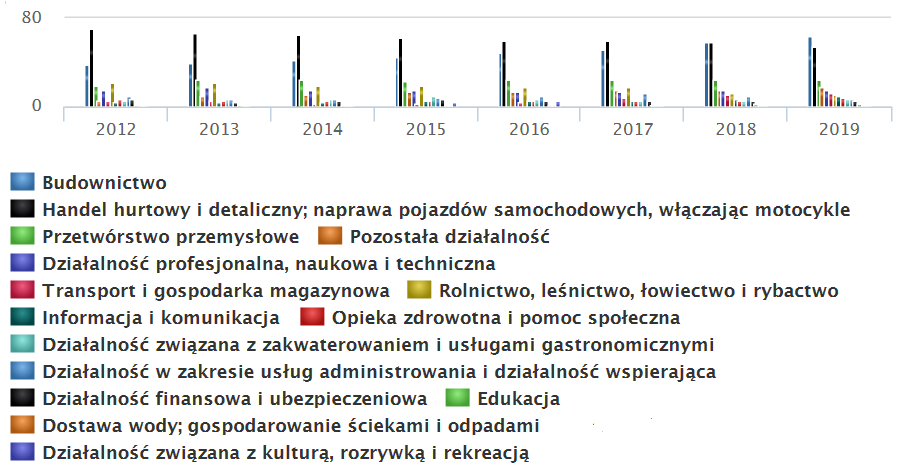 80
0
2012 2013 2014 2015 2016 2017 2018 2019
Budownictwo
Handel hurtowy i detaliczny; naprawa pojazdów samochodowych, włączając motocykle
Przetwórstwo przemysłowe Pozostała działalność
Działalność profesjonalna, naukowa i techniczna
Transport i gospodarka magazynowa Rolnictwo, leśnictwo, łowiectwo i rybactwo
Informacja i komunikacja Opieka zdrowotna i pomoc społeczna
Działalność związana z zakwaterowaniem i usługami gastronomicznymi
Działalność w zakresie usług administrowania i działalność wspierająca
Działalność finansowa i ubezpieczeniowa Edukacja
Dostawa wody; gospodarowanie ściekami i odpadami
Działalność związana z kulturą, rozrywką i rekreacją